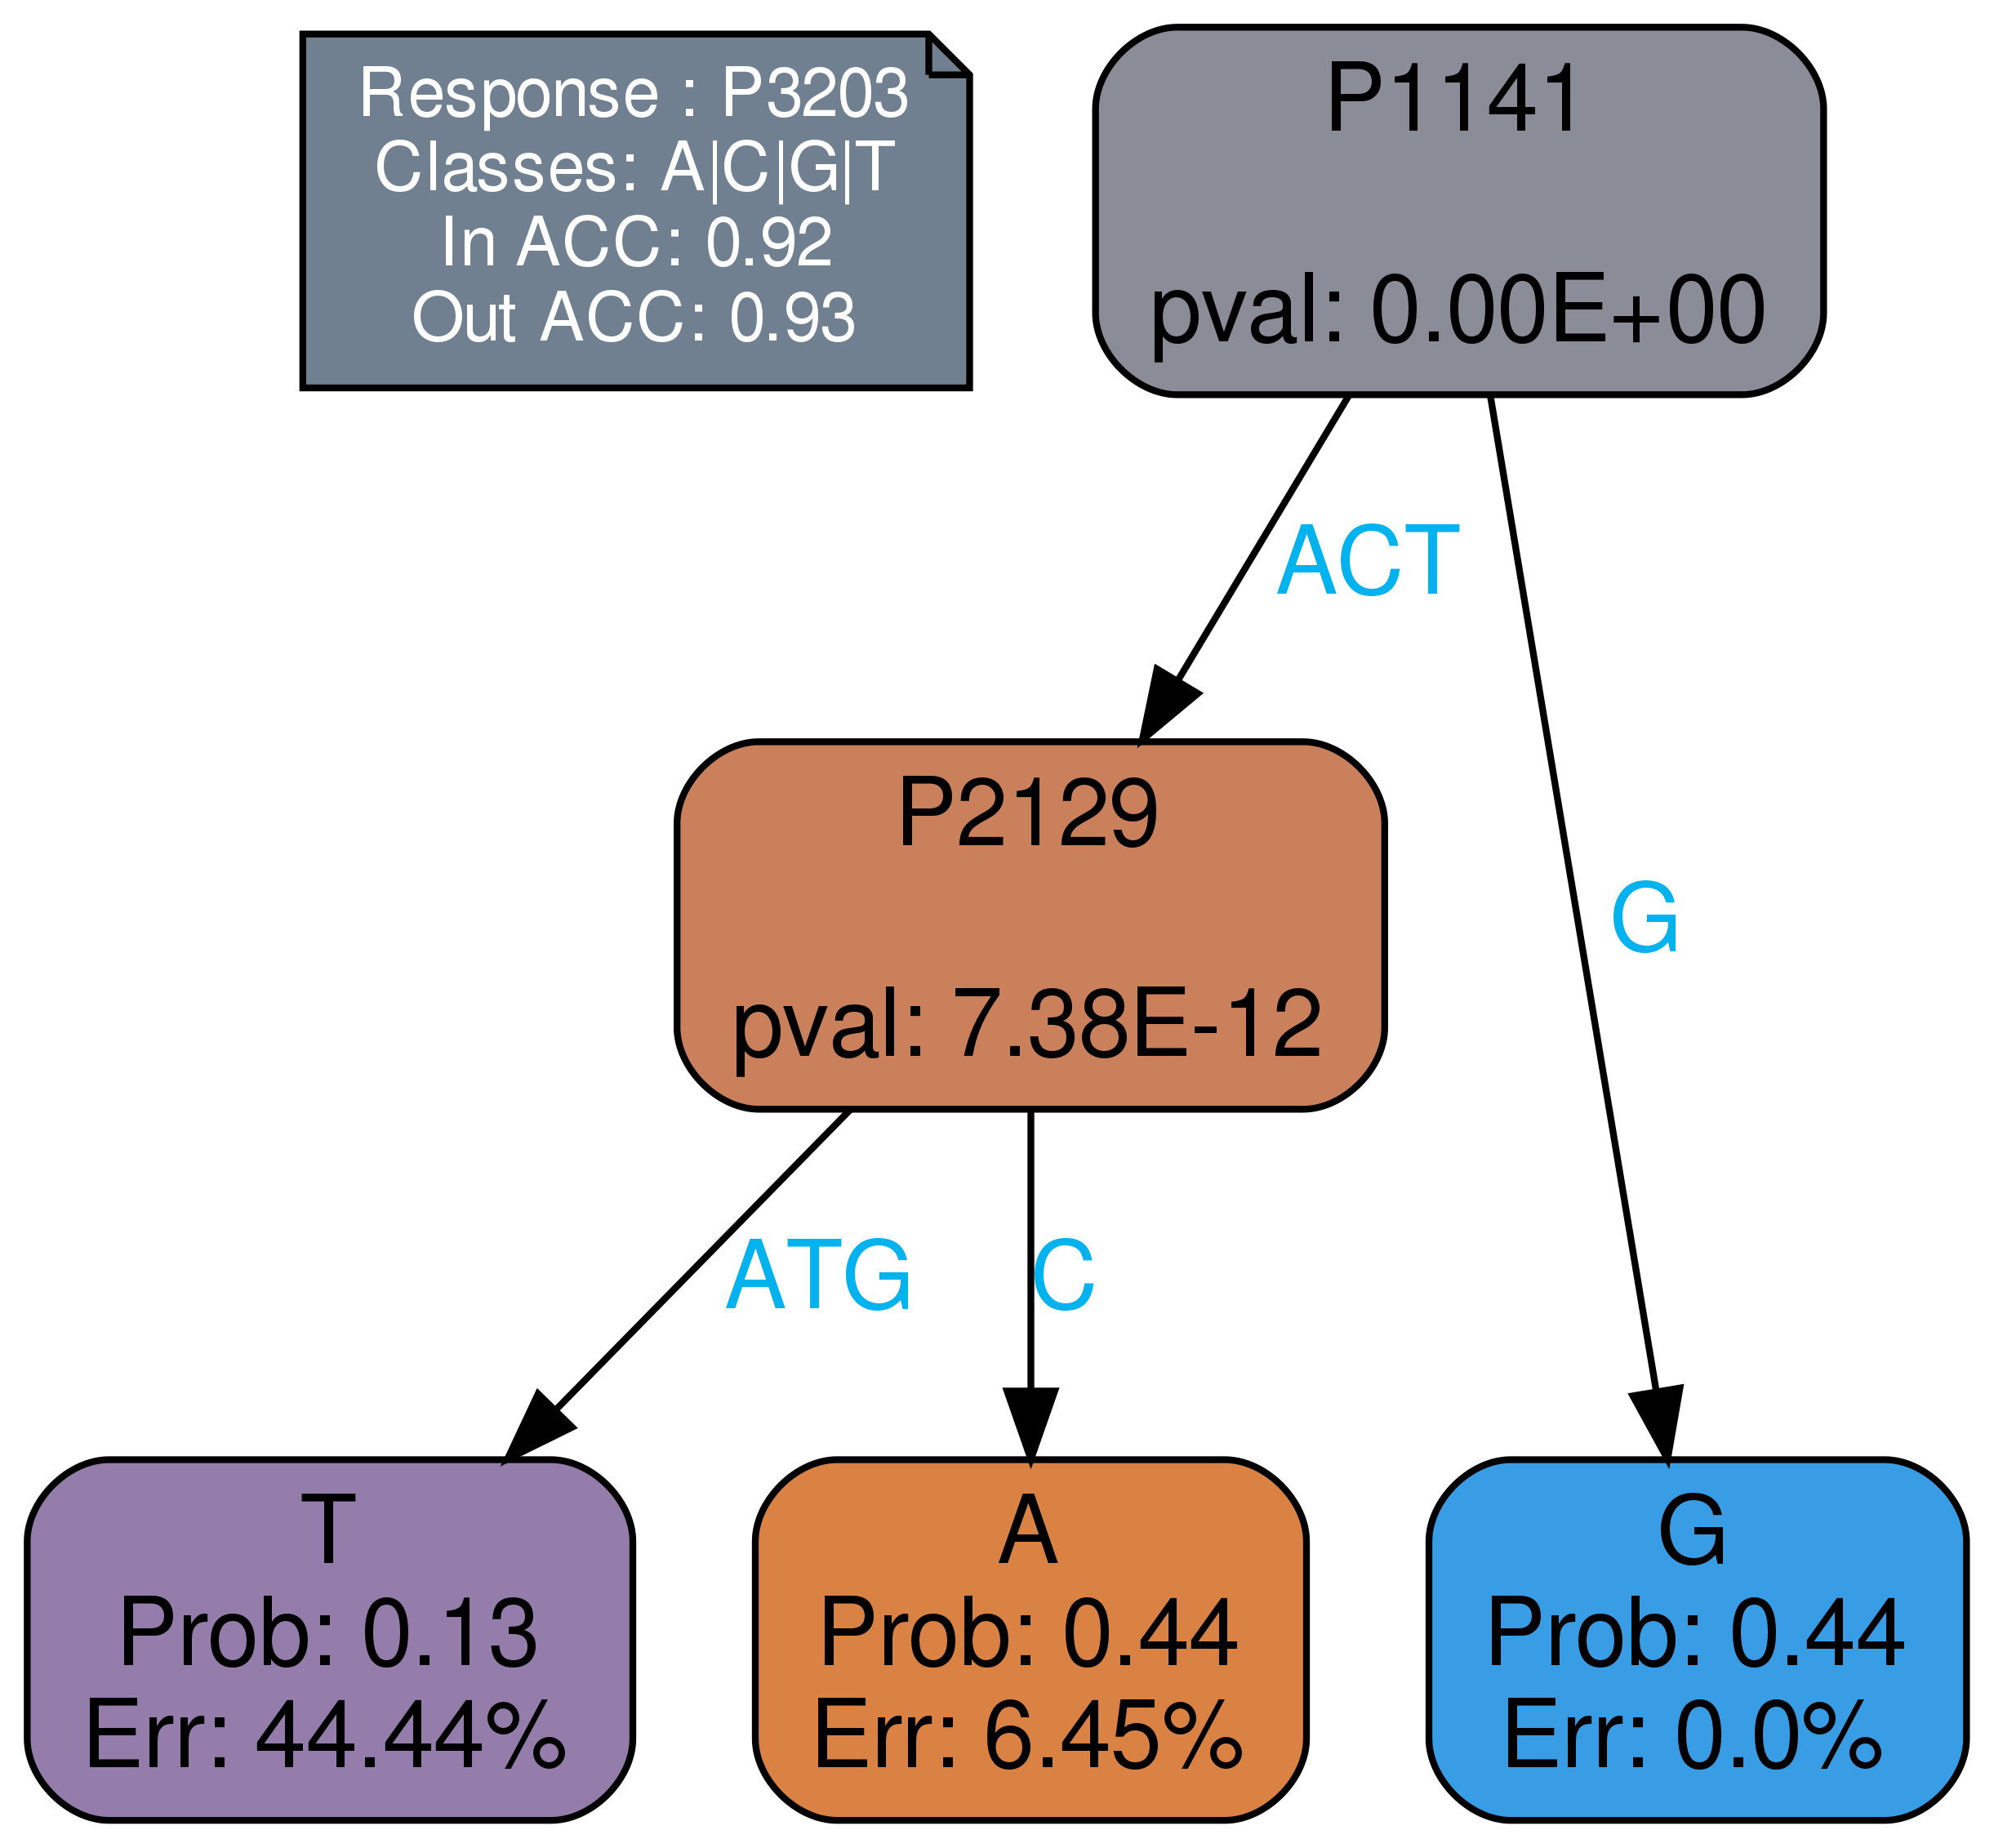 Response : P3203
Classes: A|C|G|T
In ACC: 0.92
Out ACC: 0.93
P1141
pval: 0.00E+00
ACT
G
P2129
pval: 7.38E-12
ATG
C
T
Prob: 0.13
Err: 44.44%
A
Prob: 0.44
Err: 6.45%
G
Prob: 0.44
Err: 0.0%